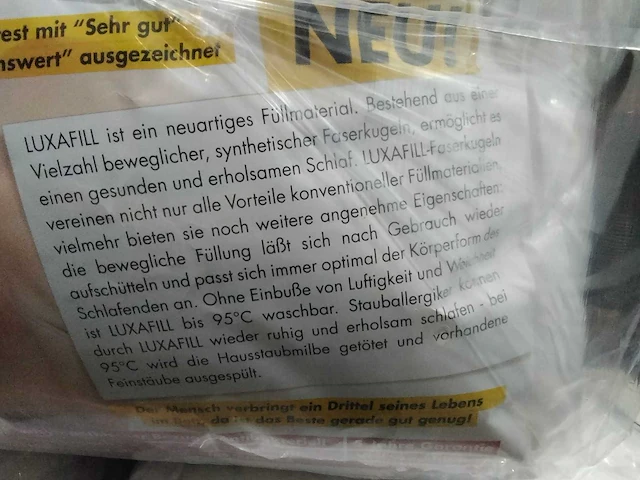 est mit "Sehr gut"
nswert" ausgezeichnet
NEU!
LUXAFILL ist ein neuartiges Füllmaterial. Bestehend aus einer
Vielzahl beweglicher, synthetischer Faserkugeln, ermöglicht es
einen gesunden und erholsamen Schlaf. LUXAFILL-Faserkugeln
vereinen nicht nur alle Vorteile konventioneller Füllmaterialien,
vielmehr bieten sie noch weitere angenehme Eigenschaften:
die bewegliche Füllung läßt sich nach Gebrauch wieder
aufschütteln und passt sich immer optimal der Körperform des
Schlafenden an. Ohne Einbuße von Luftigkeit und
ist LUXAFILL bis 95°C waschbar. Stauballergiker können
durch LUXAFILL wieder ruhig und erholsam schlafen - bei
95°C wird die Hausstaubmilbe getötet und vorhandene
Feinstäube ausgespült.
Der Mensch verbringt ein Drittel seines Lebens
im Bett, da ist das Beste gerade gut genug!
Garantie